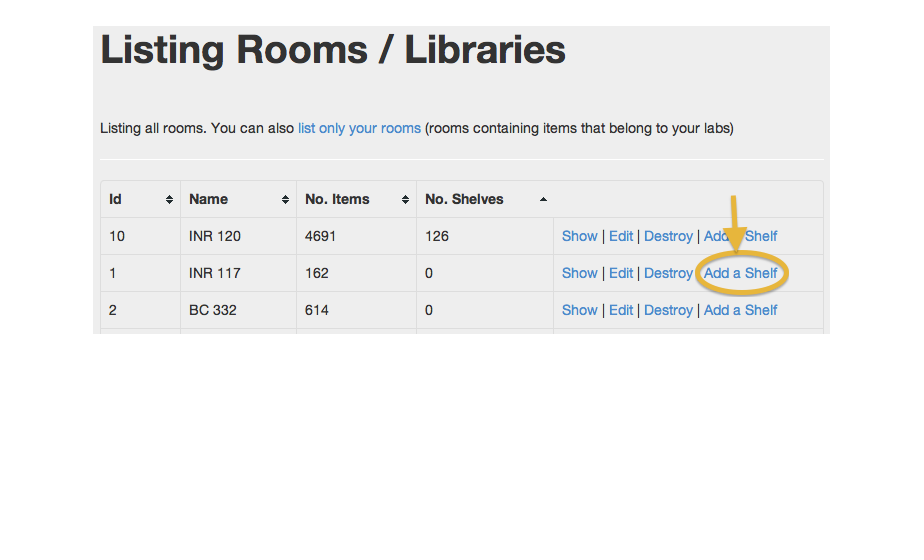 Listing Rooms / Libraries
Listing all rooms. You can also list only your rooms (rooms containing items that belong to your labs)
Id Name No. Items No. Shelves
10 INR 120 4691 126 Show | Edit | Destroy | Add a Shelf
1 INR 117 162 0 Show | Edit | Destroy Add a Shelf
2 BC 332 614 0 Show | Edit | Destroy | Add a Shelf